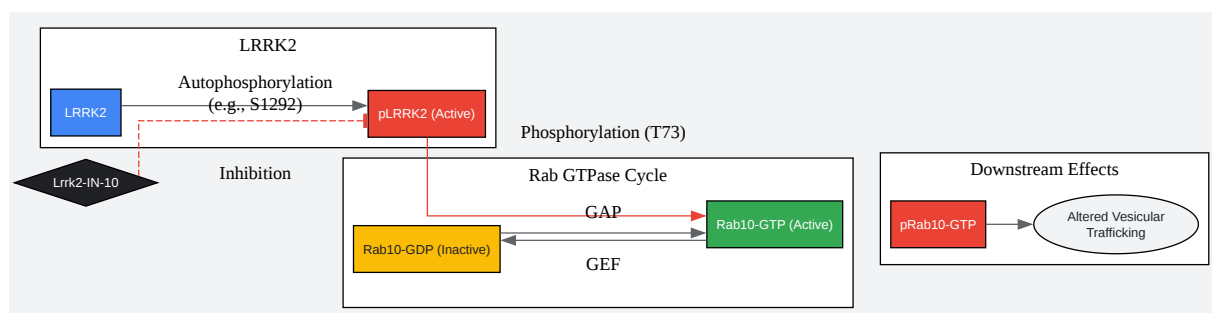 LRRK2
Autophosphorylation
(e.g., S1292)
LRRK2
pLRRK2 (Active)
Lrrk2-IN-10
Inhibition
Phosphorylation (T73)
Rab GTPase Cycle
GAP
Rab10-GTP (Active)
Rab10-GDP (Inactive)
GEF
Downstream Effects
pRab10-GTP
Altered Vesicular
Trafficking